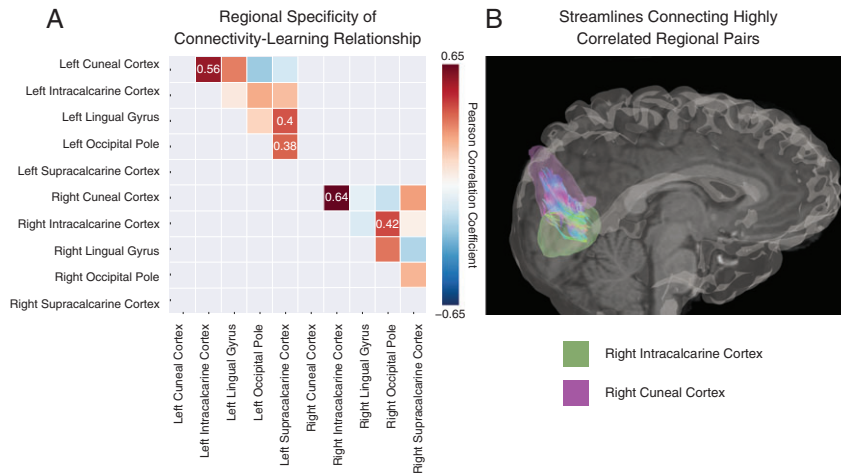 A
Regional Specificity of
Connectivity-Learning Relationship
Left Cuneal Cortex
Left Intracalcarine Cortex
Left Lingual Gyrus
Left Occipital Pole
Left Supracalcarine Cortex
Right Cuneal Cortex
Right Intracalcarine Cortex
Right Lingual Gyrus
Right Occipital Pole
Right Supracalcarine Cortex
0.56
0.4
0.38
0.64
0.42
Left Cuneal Cortex
Left Intracalcarine Cortex
Left Lingual Gyrus
Left Occipital Pole
Left Supracalcarine Cortex
Right Cuneal Cortex
Right Intracalcarine Cortex
Right Lingual Gyrus
Right Occipital Pole
Right Supracalcarine Cortex
0.65
Pearson Correlation Coefficient
−0.65
B
Streamlines Connecting Highly
Correlated Regional Pairs
Right Intracalcarine Cortex
Right Cuneal Cortex